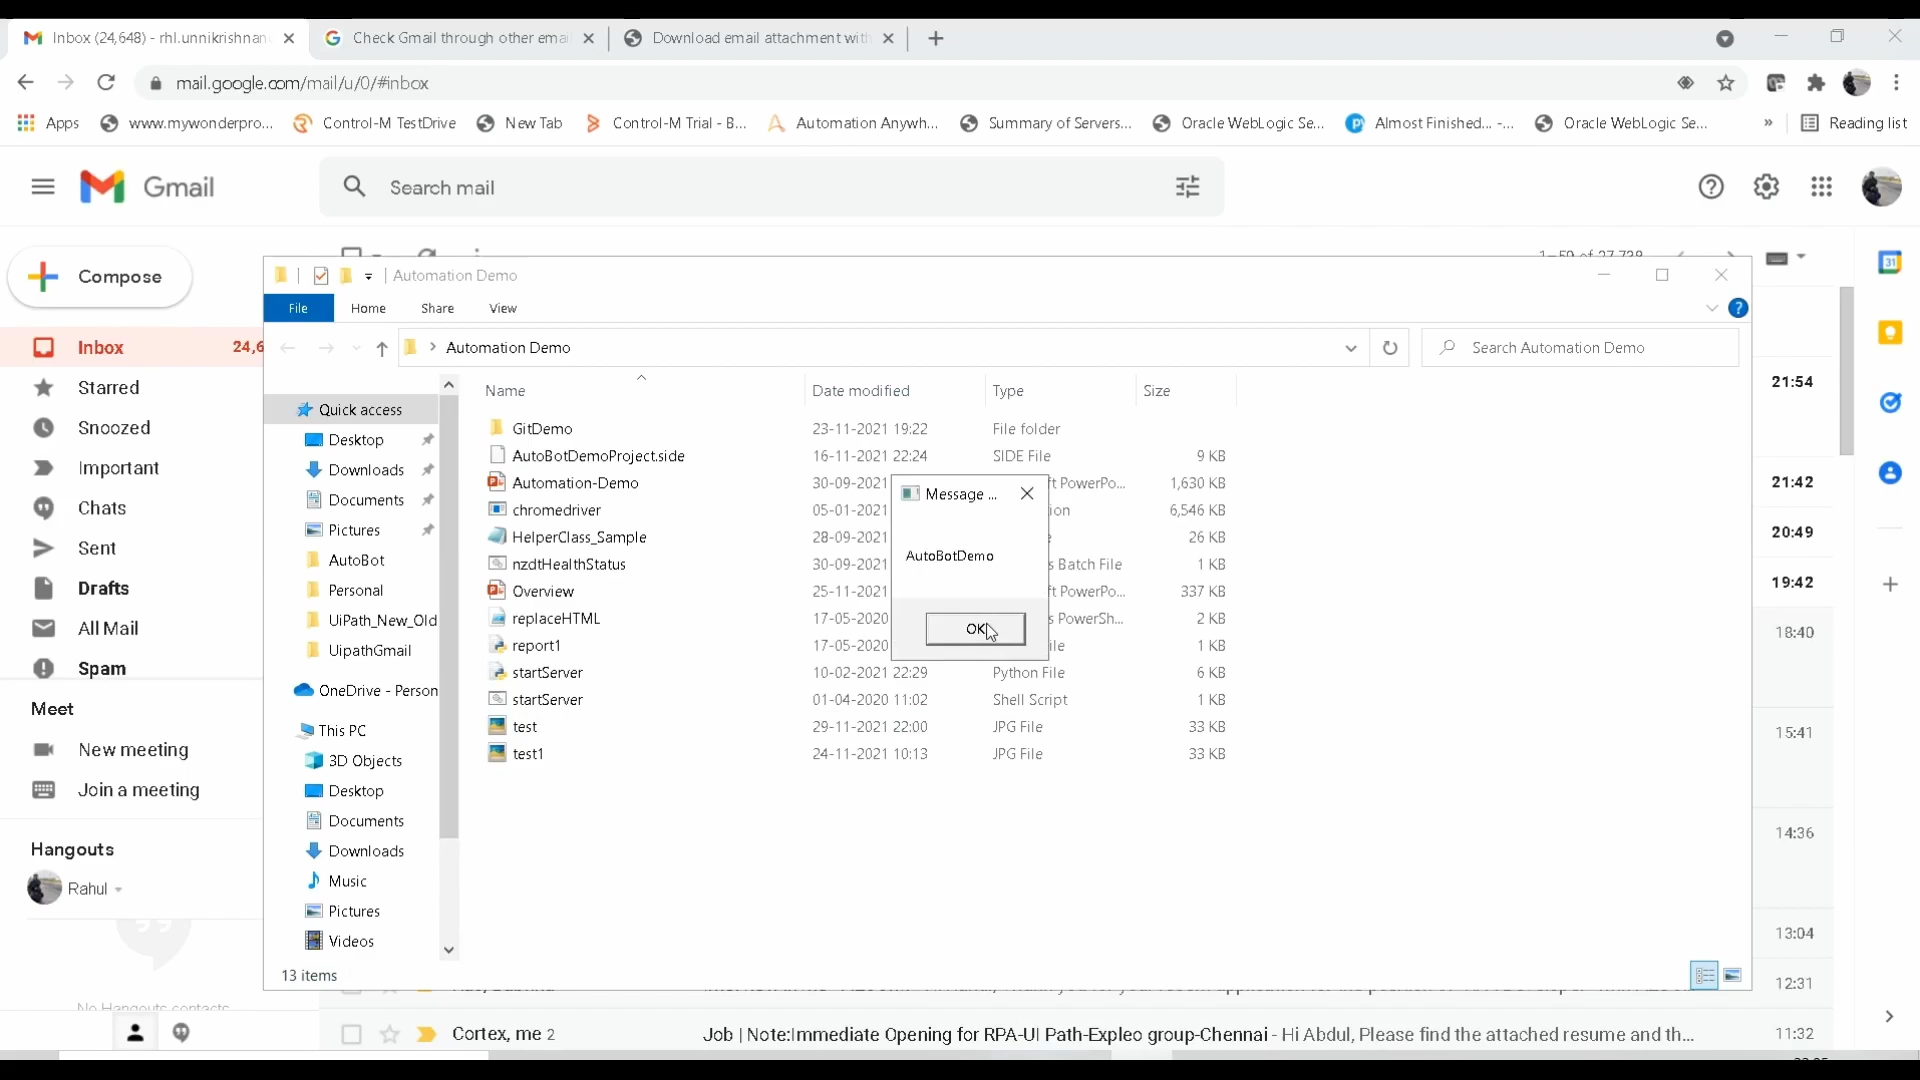 Inbox (24,648) - rhl.unnikrishnan
Check Gmail through other emai
Download email attachment with
mail.google.com/mail/u/0/#inbox
Apps
www.mywonderpro...
Control-M TestDrive
New Tab
Control-M Trial - B...
Automation Anywh...
Summary of Servers...
Oracle WebLogic Se...
Almost Finished... -...
Oracle WebLogic Se...
»
Reading list
Gmail
Search mail
Compose
1–50 of 27,738
Inbox 24,6
Starred
Snoozed
Important
Chats
Sent
Drafts
All Mail
Spam
Meet
New meeting
Join a meeting
Hangouts
Rahul
No Hangouts contacts
Automation Demo
File Home Share View
Automation Demo
Search Automation Demo
Quick access
Desktop
Downloads
Documents
Pictures
AutoBot
Personal
UiPath_New_Old
UipathGmail
OneDrive - Person
This PC
3D Objects
Desktop
Documents
Downloads
Music
Pictures
Videos
Name Date modified Type Size
GitDemo 23-11-2021 19:22 File folder
AutoBotDemoProject.side 16-11-2021 22:24 SIDE File 9 KB
Automation-Demo 30-09-2021 ft PowerPo... 1,630 KB
chromedriver 05-01-2021 ion 6,546 KB
HelperClass_Sample 28-09-2021 e 26 KB
nzdtHealthStatus 30-09-2021 s Batch File 1 KB
Overview 25-11-2021 ft PowerPo... 337 KB
replaceHTML 17-05-2020 s PowerSh... 2 KB
report1 17-05-2020 ile 1 KB
startServer 10-02-2021 22:29 Python File 6 KB
startServer 01-04-2020 11:02 Shell Script 1 KB
test 29-11-2021 22:00 JPG File 33 KB
test1 24-11-2021 10:13 JPG File 33 KB
Message ...
AutoBotDemo
OK
13 items
21:54
21:42
20:49
19:42
18:40
15:41
14:36
13:04
12:31
Cortex, me 2 Job | Note:Immediate Opening for RPA-UI Path-Expleo group-Chennai - Hi Abdul, Please find the attached resume and th... 11:32